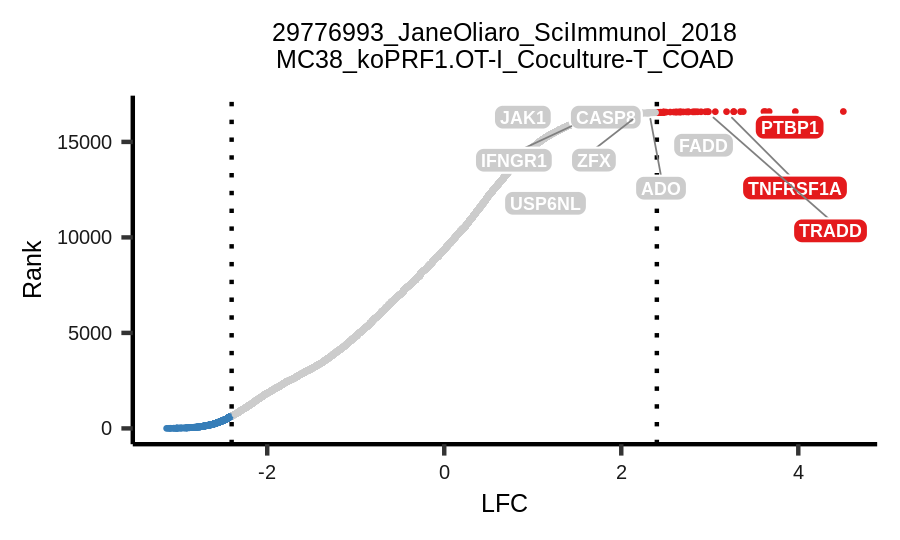 29776993_JaneOliaro_SciImmunol_2018
MC38_koPRF1.OT-I_Coculture-T_COAD
JAK1
CASP8
PTBP1
15000
FADD
IFNGR1
ZFX
ADO
TNFRSF1A
USP6NL
TRADD
10000
Rank
5000
0
-2
0
2
4
LFC